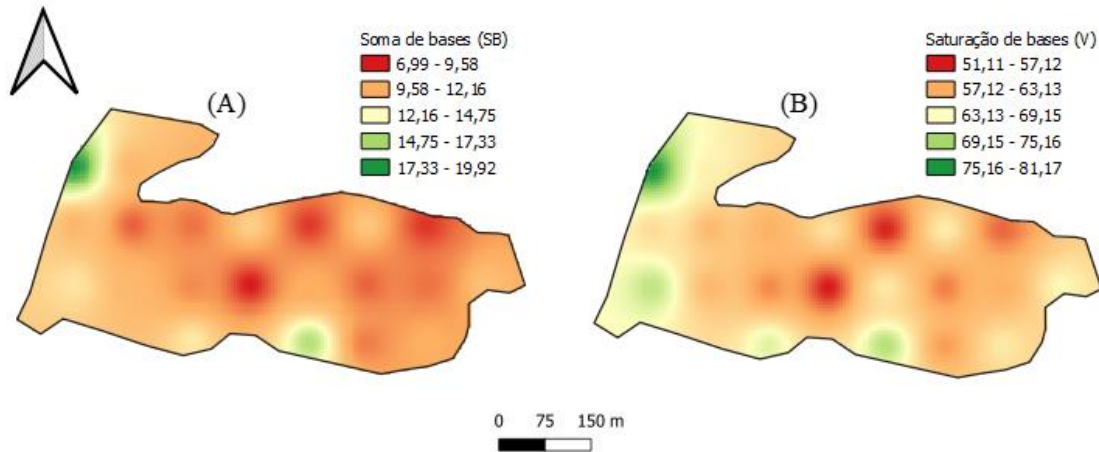 Soma de bases (SB)
6,99 - 9,58
9,58 - 12,16
12,16 - 14,75
14,75 - 17,33
17,33 - 19,92
(A)
Saturação de bases (V)
51,11 - 57,12
57,12 - 63,13
63,13 - 69,15
69,15 - 75,16
75,16 - 81,17
(B)
0 75 150 m